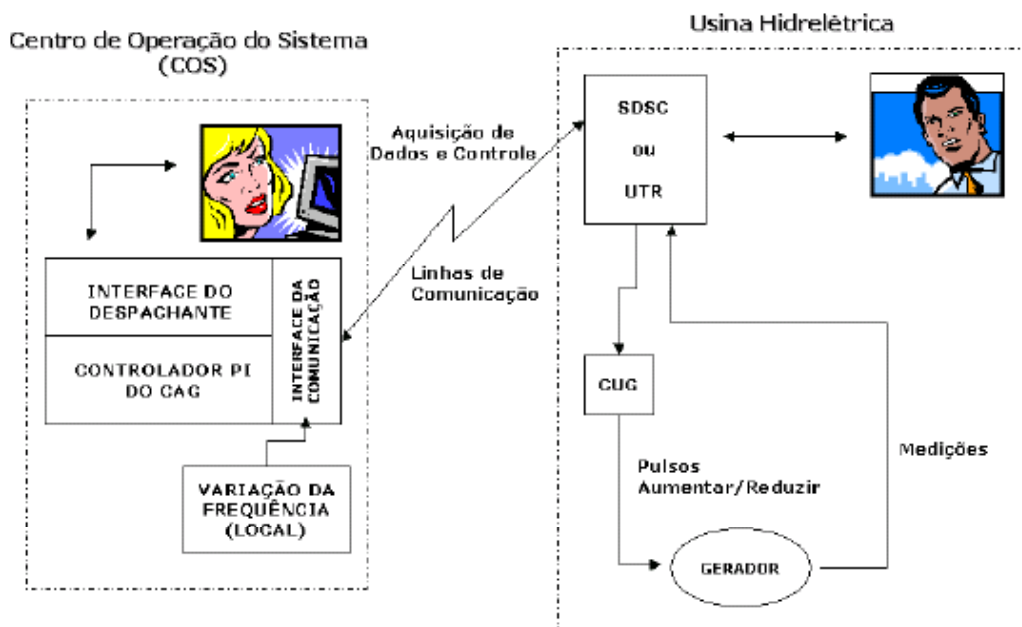 Centro de Operação do Sistema
(COS)
Usina Hidrelétrica
Aquisição de
Dados e Controle
Linhas de
Comunicação
INTERFACE DO
DESPACHANTE
CONTROLADOR PI
DO CAG
INTERFACE DA
COMUNICAÇÃO
VARIAÇÃO DA
FREQUÊNCIA
(LOCAL)
SDSC
ou
UTR
CUG
Pulsos
Aumentar/Reduzir
Medições
GERADOR